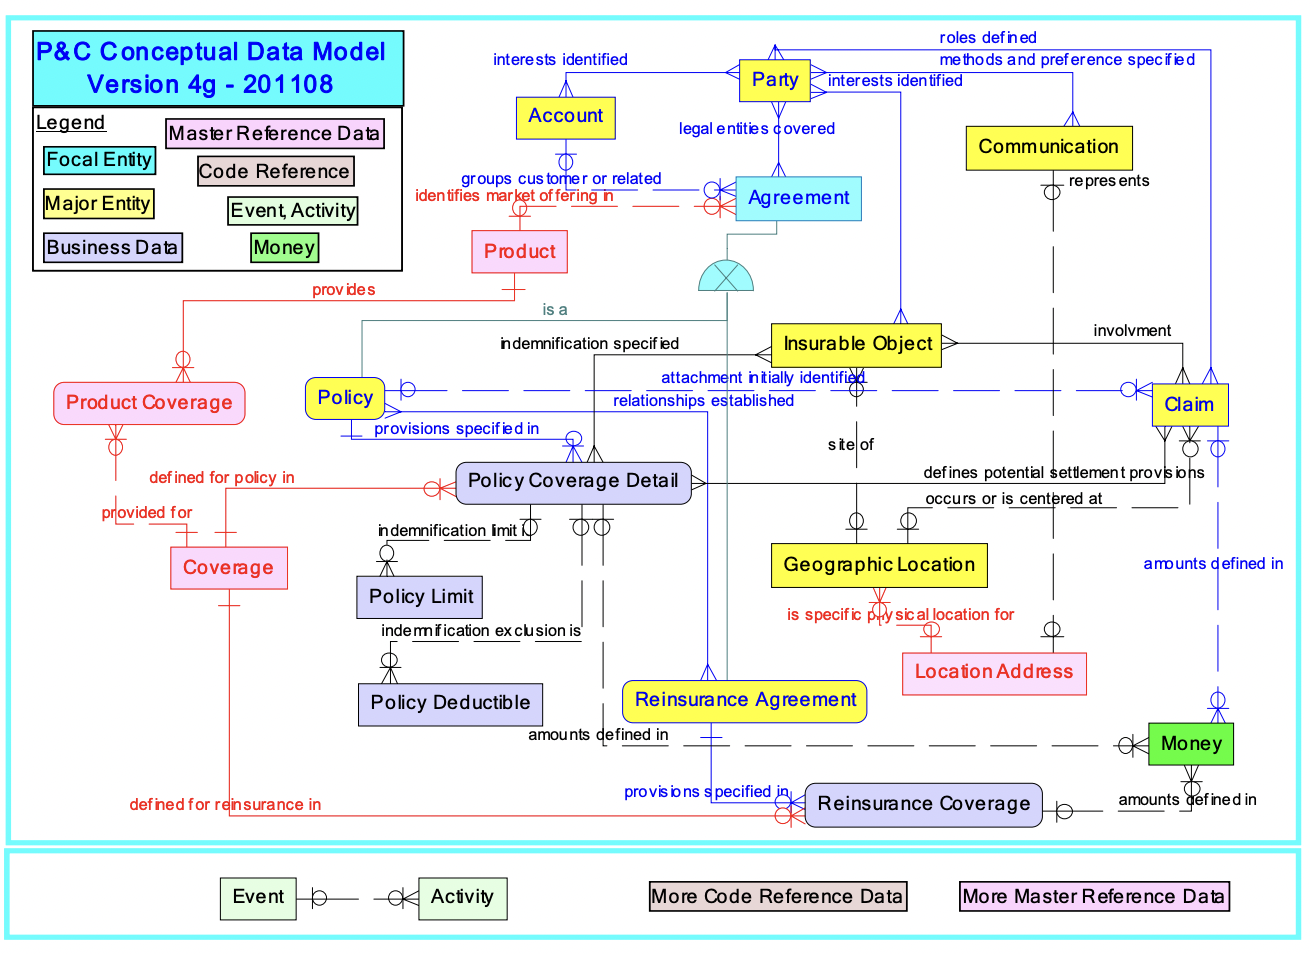 P&C Conceptual Data Model
Version 4g - 201108
Legend
Master Reference Data
Focal Entity
Code Reference
Major Entity
Event, Activity
Business Data
Money
roles defined
interests identified
methods and preference specified
Party
interests identified
Account
legal entities covered
Communication
groups customer or related
represents
identifies market offering in
Agreement
Product
provides
is a
indemnification specified
Insurable Object
involvment
attachment initially identified
Product Coverage
Policy
relationships established
Claim
provisions specified in
site of
defined for policy in
Policy Coverage Detail
defines potential settlement provisions
occurs or is centered at
provided for
indemnification limit i
Coverage
Geographic Location
amounts defined in
Policy Limit
is specific physical location for
indemnification exclusion is
Location Address
Policy Deductible
Reinsurance Agreement
amounts defined in
Money
provisions specified in
defined for reinsurance in
Reinsurance Coverage
amounts defined in
Event
Activity
More Code Reference Data
More Master Reference Data